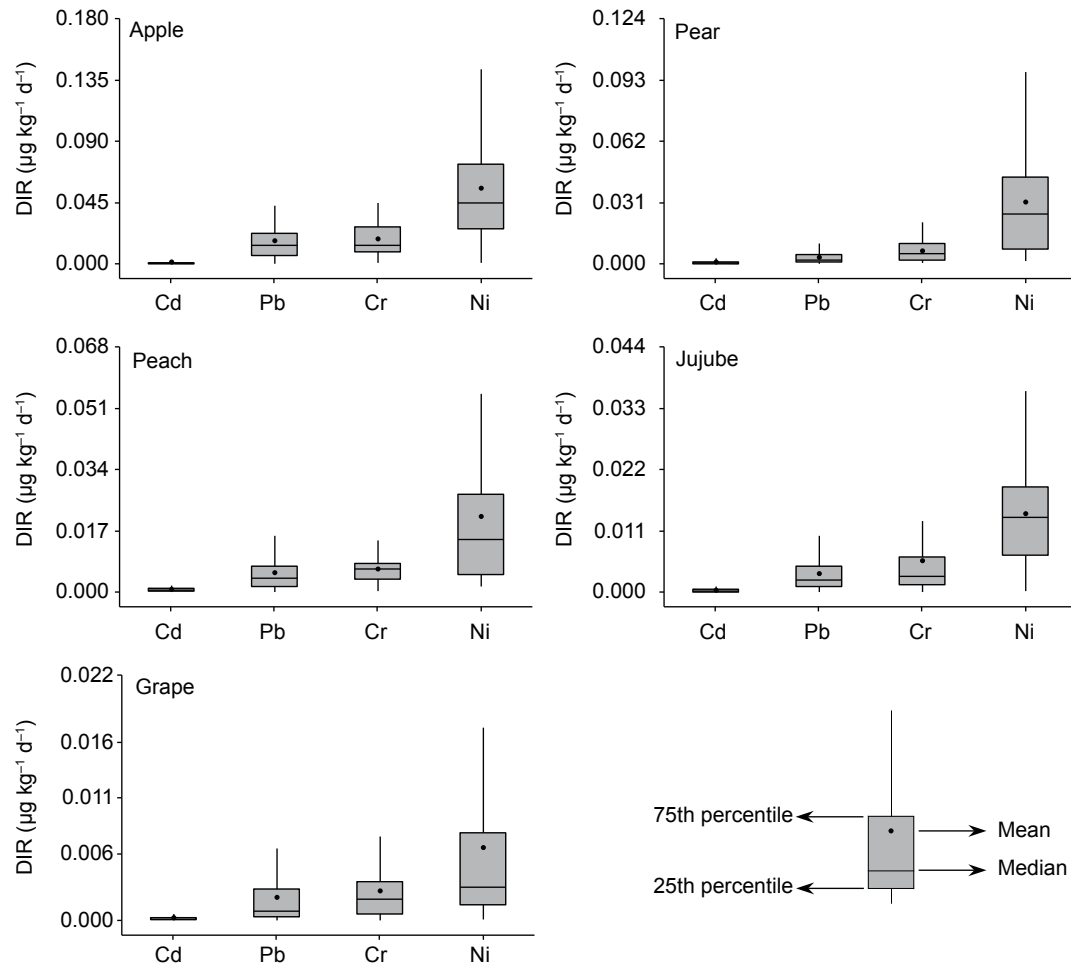 Apple
DIR (µg kg⁻¹ d⁻¹)
0.180
0.135
0.090
0.045
0.000
Cd Pb Cr Ni
Pear
DIR (µg kg⁻¹ d⁻¹)
0.124
0.093
0.062
0.031
0.000
Cd Pb Cr Ni
Peach
DIR (µg kg⁻¹ d⁻¹)
0.068
0.051
0.034
0.017
0.000
Cd Pb Cr Ni
Jujube
DIR (µg kg⁻¹ d⁻¹)
0.044
0.033
0.022
0.011
0.000
Cd Pb Cr Ni
Grape
DIR (µg kg⁻¹ d⁻¹)
0.022
0.016
0.011
0.006
0.000
Cd Pb Cr Ni
75th percentile
Mean
Median
25th percentile